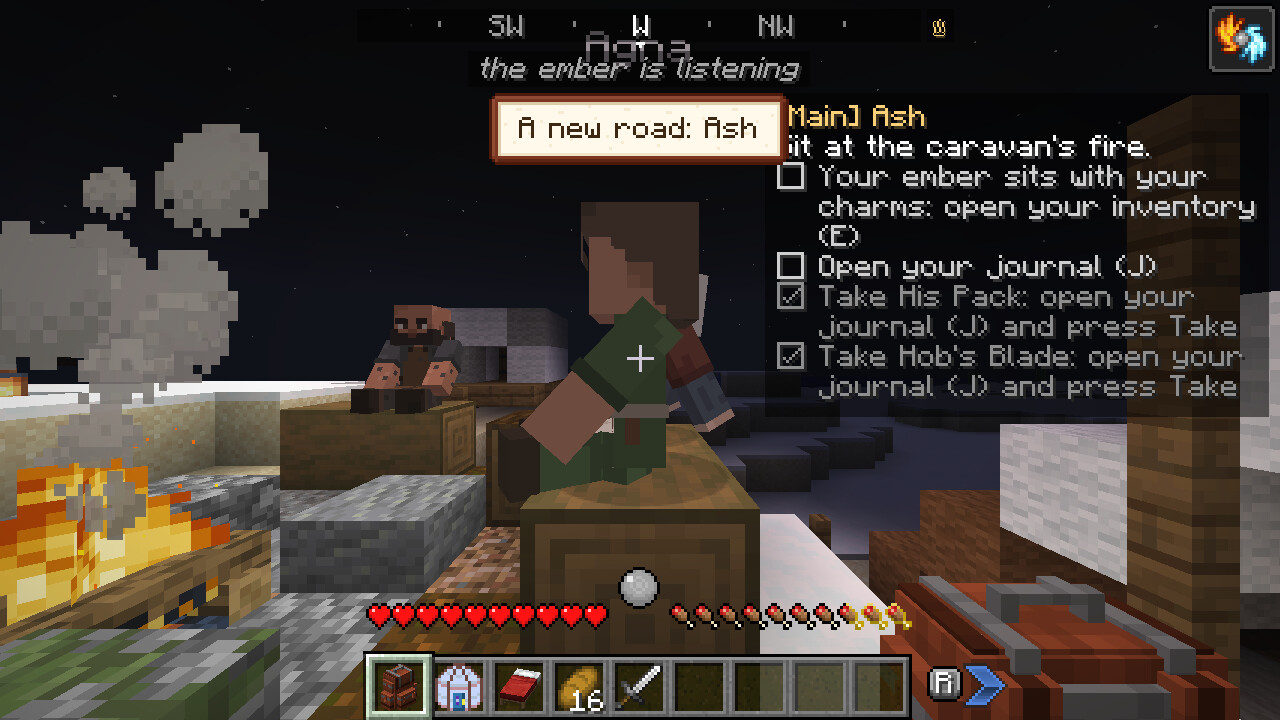 SW W NW
Agna
the ember is listening
A new road: Ash
[Main] Ash
Sit at the caravan's fire.
Your ember sits with your
charms: open your inventory
(E)
Open your journal (J)
Take His Pack: open your
journal (J) and press Take
Take Hob's Blade: open your
journal (J) and press Take
16
R